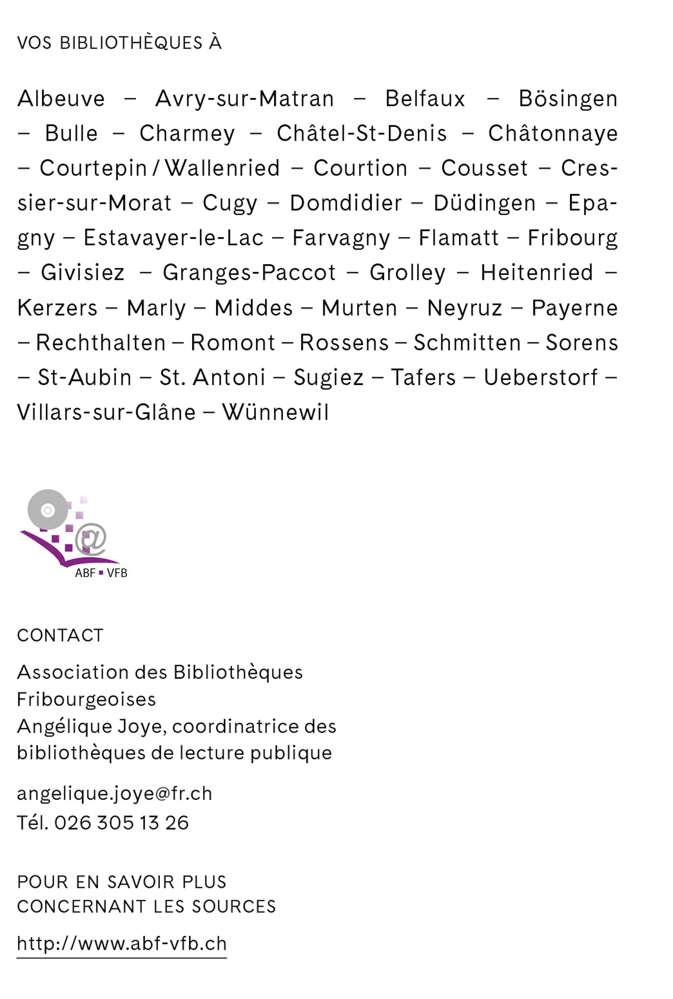 VOS BIBLIOTHÈQUES À
Albeuve – Avry-sur-Matran – Belfaux – Bösingen
– Bulle – Charmey – Châtel-St-Denis – Châtonnaye
– Courtepin / Wallenried – Courtion – Cousset – Cres-
sier-sur-Morat – Cugy – Domdidier – Düdingen – Epa-
gny – Estavayer-le-Lac – Farvagny – Flamatt – Fribourg
– Givisiez – Granges-Paccot – Grolley – Heitenried –
Kerzers – Marly – Middes – Murten – Neyruz – Payerne
– Rechthalten – Romont – Rossens – Schmitten – Sorens
– St-Aubin – St. Antoni – Sugiez – Tafers – Ueberstorf –
Villars-sur-Glâne – Wünnewil
@
ABF ▪ VFB
CONTACT
Association des Bibliothèques
Fribourgeoises
Angélique Joye, coordinatrice des
bibliothèques de lecture publique
angelique.joye@fr.ch
Tél. 026 305 13 26
POUR EN SAVOIR PLUS
CONCERNANT LES SOURCES
http://www.abf-vfb.ch